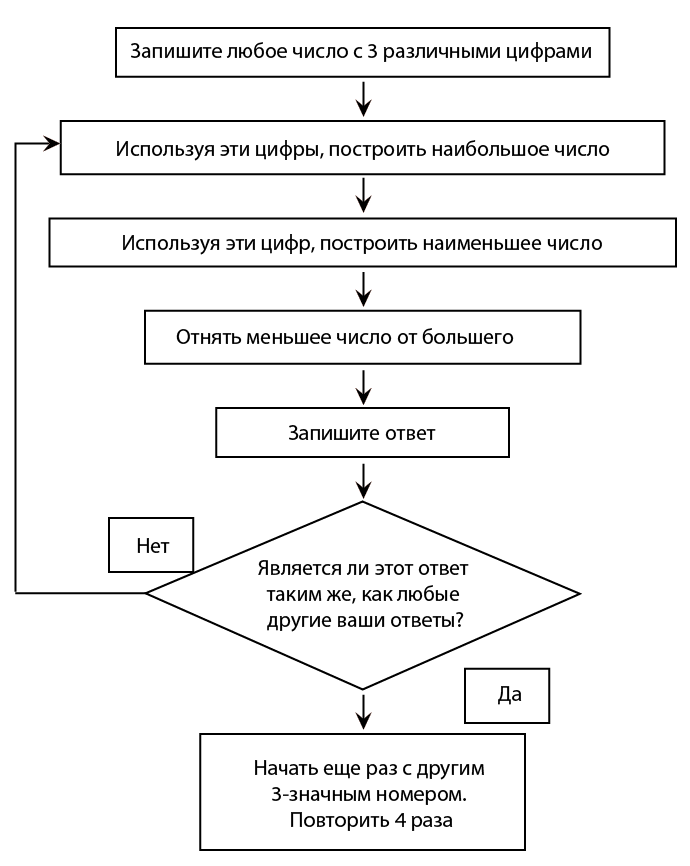 Запишите любое число с 3 различными цифрами
Используя эти цифры, построить наибольшое число
Используя эти цифр, построить наименьшее число
Отнять меньшее число от большего
Запишите ответ
Нет
Является ли этот ответ
таким же, как любые
другие ваши ответы?
Да
Начать еще раз с другим
3-значным номером.
Повторить 4 раза